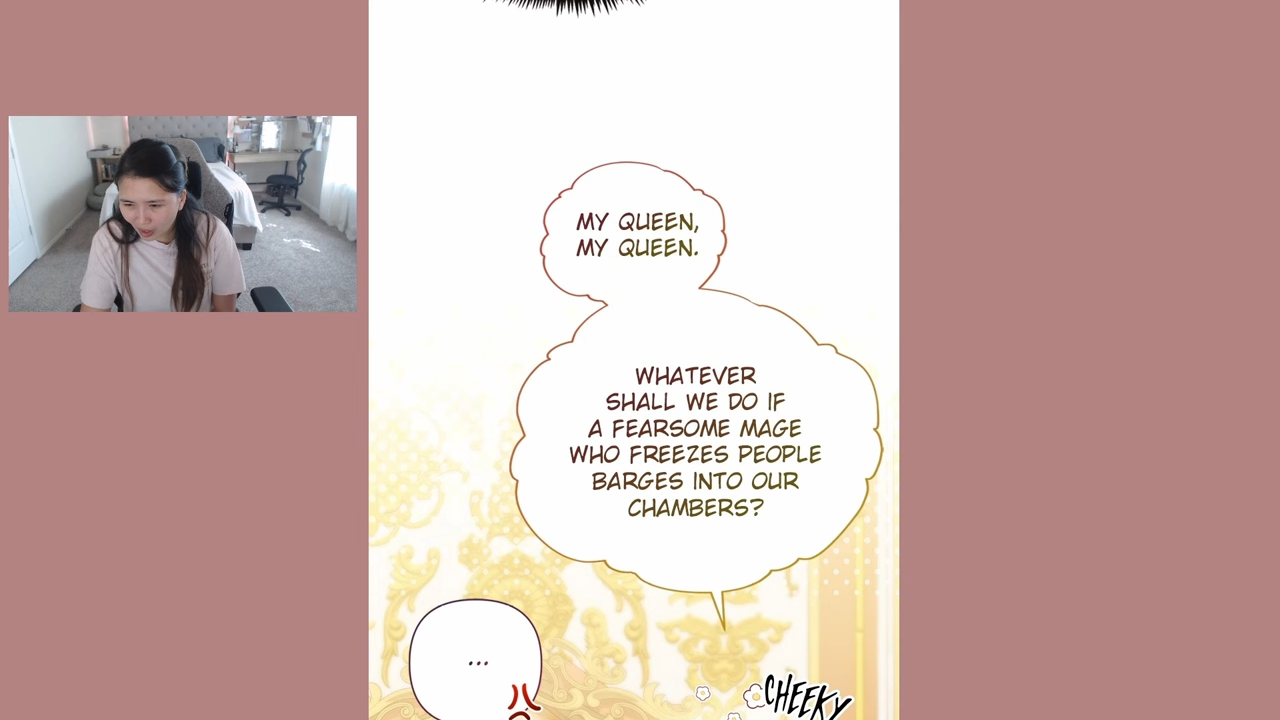 MY QUEEN,
MY QUEEN.
WHATEVER
SHALL WE DO IF
A FEARSOME MAGE
WHO FREEZES PEOPLE
BARGES INTO OUR
CHAMBERS?
...
CHEEKY